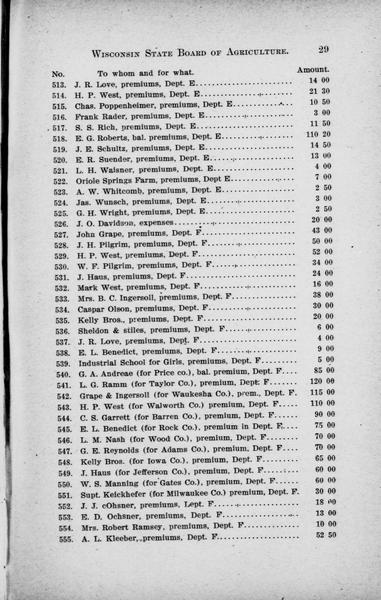 WISCONSIN STATE BOARD OF AGRICULTURE. 29
No. To whom and for what. Amount.
513. J. R. Love, premiums, Dept. E 14 00
514. H. P. West, premiums, Dept. E 21 30
515. Chas. Poppenheimer, premiums, Dept. E 10 50
516. Frank Rader, premiums, Dept. E 3 00
517. S. S. Rich, premiums, Dept. E 11 50
518. E. G. Roberts, bal. premiums, Dept. E 110 20
519. J. E. Schultz, premiums, Dept. E 14 50
520. E. R. Suender, premiums, Dept. E 13 00
521. L. H. Waisner, premiums, Dept. E 4 00
522. Oriole Springs Farm, premiums, Dept E 7 00
523. A. W. Whitcomb, premiums, Dept. E 2 50
524. Jas. Wunsch, premiums, Dept. E 3 00
525. G. H. Wright, premiums, Dept. E 2 50
526. J. O. Davidson, expenses 20 00
527. John Grape, premiums, Dept. F 43 00
528. J. H. Pilgrim, premiums, Dept. F 50 00
529. H. P. West, premiums, Dept. F 52 00
530. W. F. Pilgrim, premiums, Dept. F 34 00
531. J. Haus, premiums, Dept. F 24 00
532. Mark West, premiums, Dept. F 16 00
533. Mrs. B. C. Ingersoll, premiums, Dept. F 38 00
534. Caspar Olson, premiums, Dept. F 30 00
535. Kelly Bros., premiums, Dept. F 20 00
536. Sheldon & stiles, premiums, Dept. F 6 00
537. J. R. Love, premiums, Dept. F 4 00
538. E. L. Benedict, premiums, Dept. F 9 00
539. Industrial School for Girls, premiums, Dept. F 5 00
540. G. A. Andreae (for Price co.), bal. premium, Dept. F 85 00
541. L. G. Ramm (for Taylor Co.), premium, Dept. F 120 00
542. Grape & Ingersoll (for Waukesha Co.), prem., Dept. F. 115 00
543. H. P. West (for Walworth Co.) premium, Dept. F 110 00
544. C. S. Garrett (for Barren Co.), premium, Dept. F 90 00
545. E. L. Benedict (for Rock Co.), premium in Dept. E 75 00
546. L. M. Nash (for Wood Co.), premium, Dept. F 70 00
547. G. E. Reynolds (for Adams Co.), premium, Dept. F 70 00
548. Kelly Bros. (for Iowa Co.), premium, Dept. F 65 00
549. J. Haus (for Jefferson Co.), premium, Dept. F 60 00
550. W. S. Manning (for Gates Co.), premium, Dept. F 60 00
551. Supt. Keickhefer (for Milwaukee Co.) premium, Dept. F. 30 00
552. J. J. cOhsner, premiums, Lept. F 18 00
553. E. D. Ochsner, premiums, Dept. F 13 00
554. Mrs. Robert Ramsey, premiums, Dept. F 10 00
555. A. L. Kleeber, premiums, Dept. F 52 50